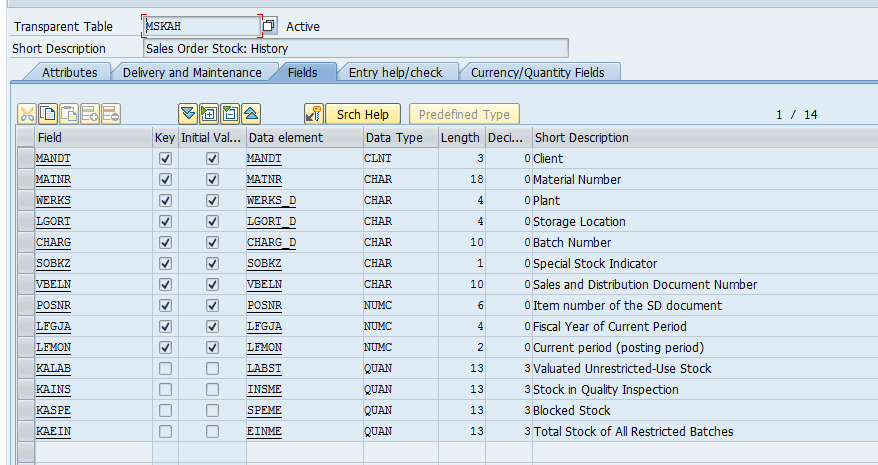 Transparent Table MSKAH Active
Short Description Sales Order Stock: History
Attributes Delivery and Maintenance Fields Entry help/check Currency/Quantity Fields
Srch Help Predefined Type 1 / 14
Field Key Initial Val... Data element Data Type Length Deci... Short Description
MANDT MANDT CLNT 3 0 Client
MATNR MATNR CHAR 18 0 Material Number
WERKS WERKS_D CHAR 4 0 Plant
LGORT LGORT_D CHAR 4 0 Storage Location
CHARG CHARG_D CHAR 10 0 Batch Number
SOBKZ SOBKZ CHAR 1 0 Special Stock Indicator
VBELN VBELN CHAR 10 0 Sales and Distribution Document Number
POSNR POSNR NUMC 6 0 Item number of the SD document
LFGJA LFGJA NUMC 4 0 Fiscal Year of Current Period
LFMON LFMON NUMC 2 0 Current period (posting period)
KALAB LABST QUAN 13 3 Valuated Unrestricted-Use Stock
KAINS INSME QUAN 13 3 Stock in Quality Inspection
KASPE SPEME QUAN 13 3 Blocked Stock
KAEIN EINME QUAN 13 3 Total Stock of All Restricted Batches